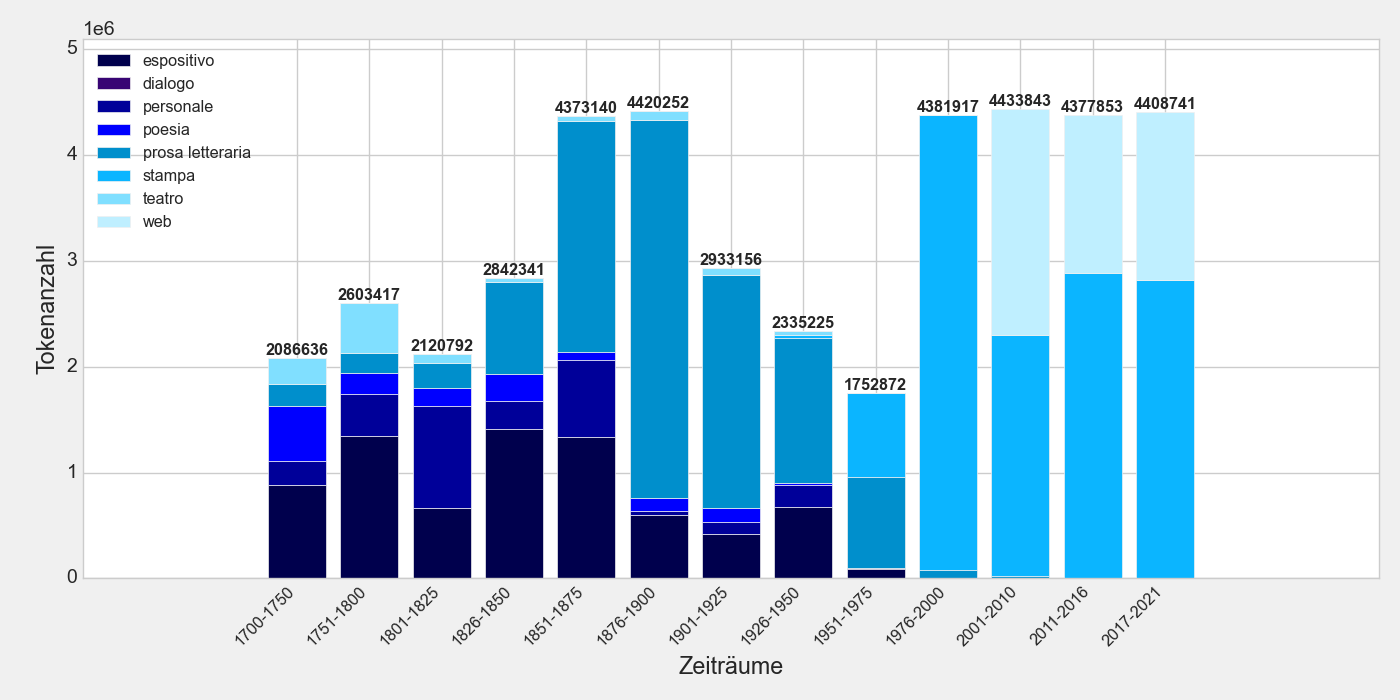 1e6
5
4
3
2
1
0
Tokenanzahl
espositivo
dialogo
personale
poesia
prosa letteraria
stampa
teatro
web
2086636
2603417
2120792
2842341
4373140
4420252
2933156
2335225
1752872
4381917
4433843
4377853
4408741
1700-1750
1751-1800
1801-1825
1826-1850
1851-1875
1876-1900
1901-1925
1926-1950
1951-1975
1976-2000
2001-2010
2011-2016
2017-2021
Zeiträume